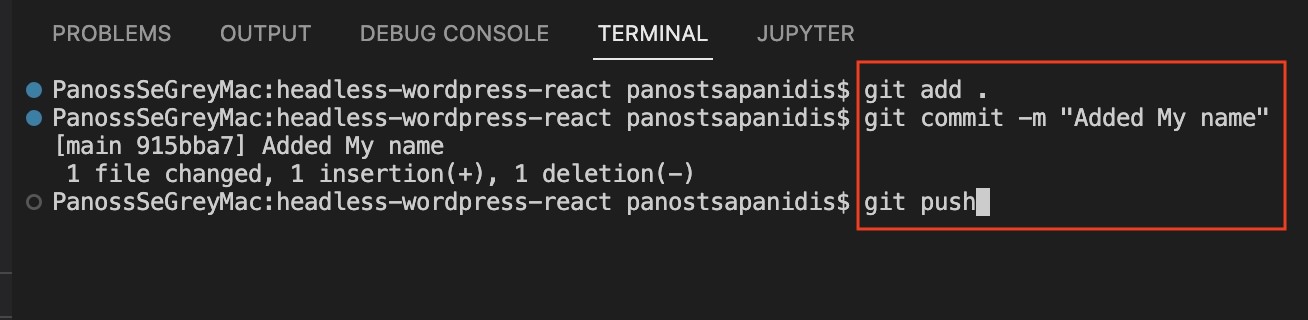 PROBLEMS OUTPUT DEBUG CONSOLE TERMINAL JUPYTER
PanossSeGreyMac:headless-wordpress-react panostsapanidis$ git add .
PanossSeGreyMac:headless-wordpress-react panostsapanidis$ git commit -m "Added My name"
[main 915bba7] Added My name
 1 file changed, 1 insertion(+), 1 deletion(-)
PanossSeGreyMac:headless-wordpress-react panostsapanidis$ git push